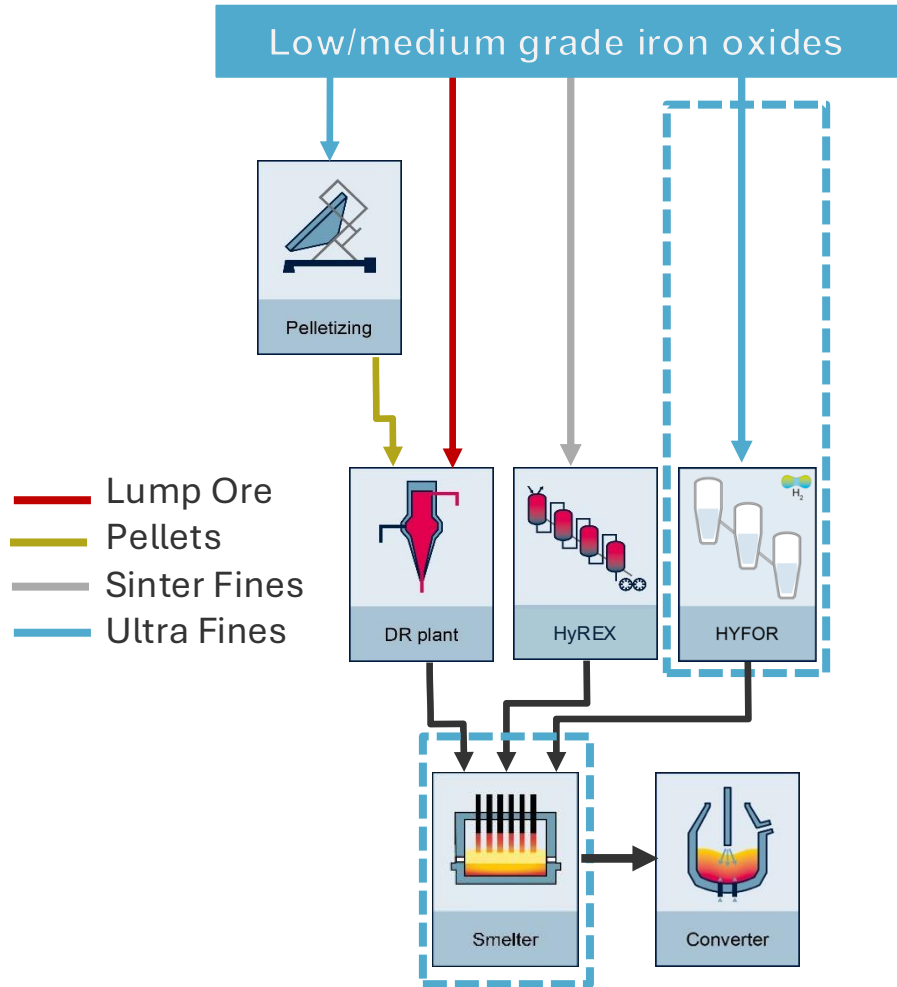 Low/medium grade iron oxides
Pelletizing
Lump Ore
Pellets
Sinter Fines
Ultra Fines
H₂
DR plant
HyREX
HYFOR
Smelter
Converter